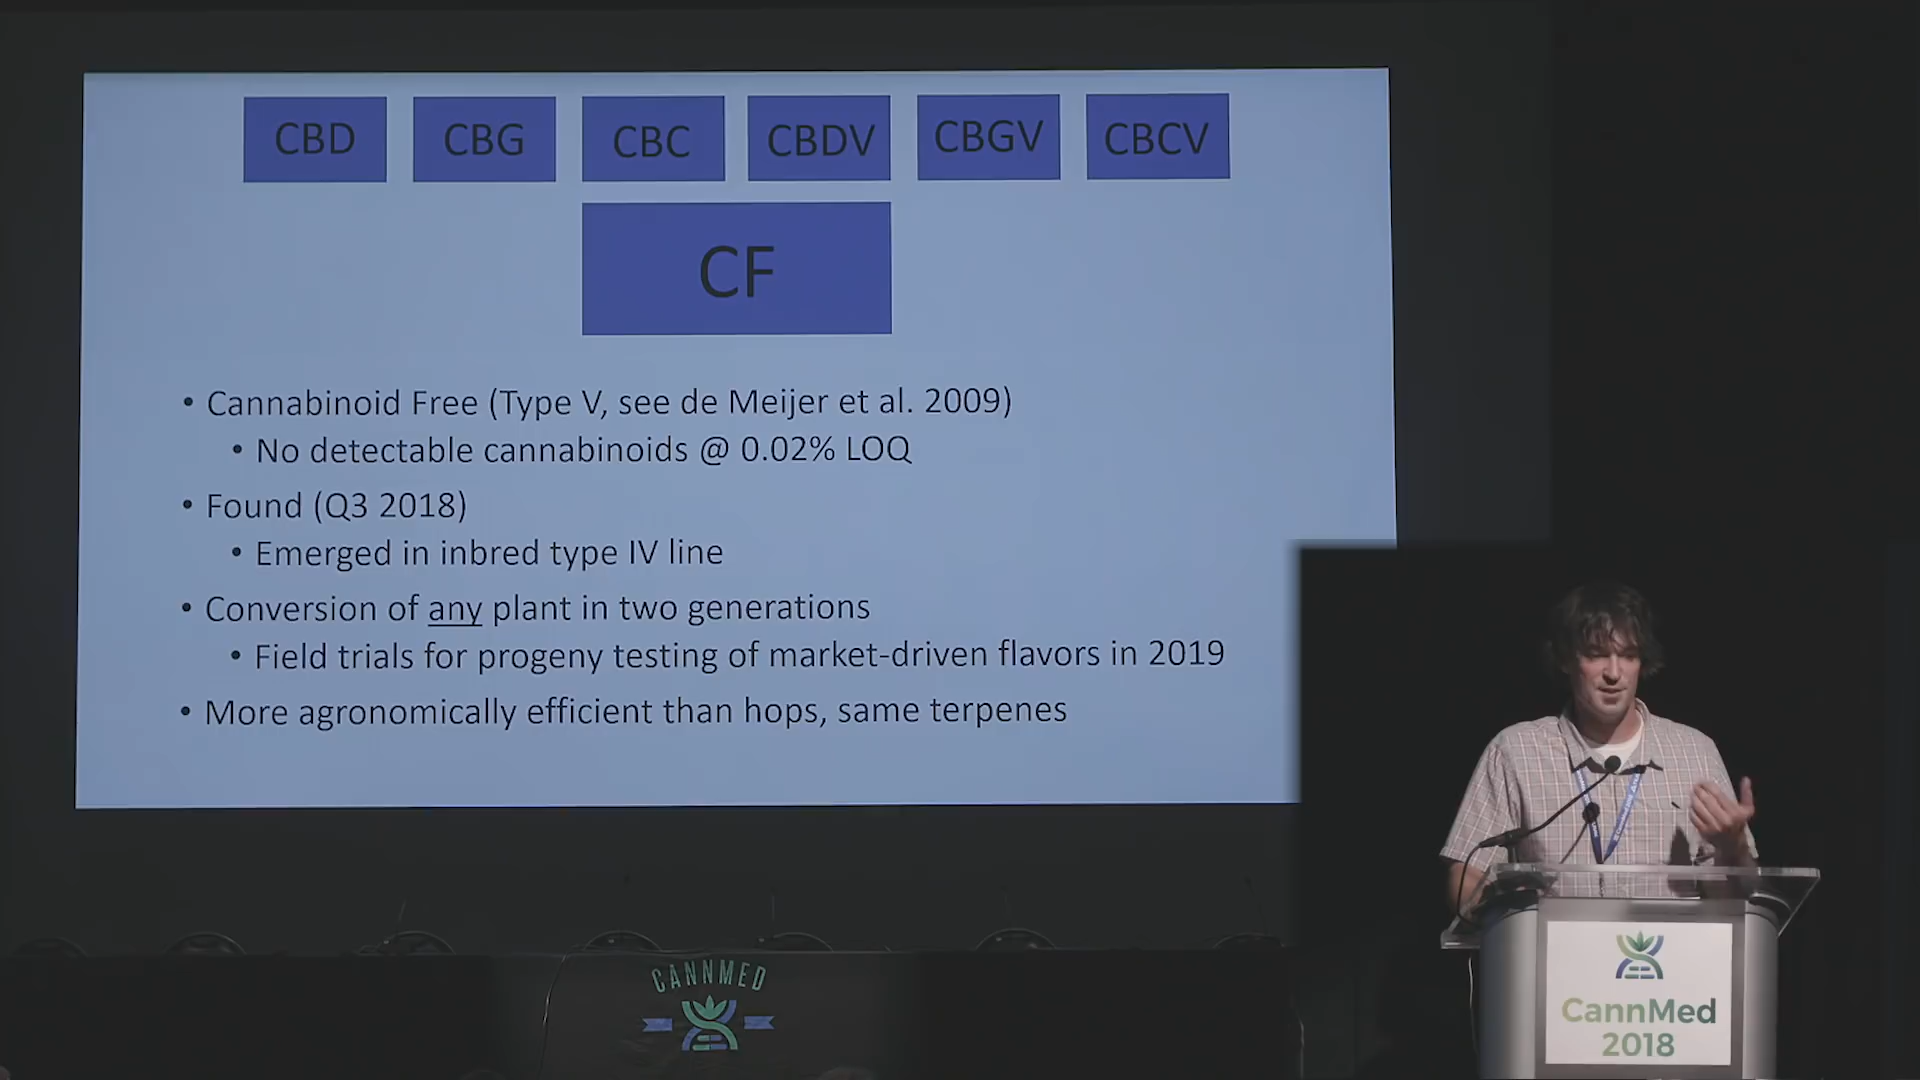 CBD CBG CBC CBDV CBGV CBCV
CF
• Cannabinoid Free (Type V, see de Meijer et al. 2009)
• No detectable cannabinoids @ 0.02% LOQ
• Found (Q3 2018)
• Emerged in inbred type IV line
• Conversion of any plant in two generations
• Field trials for progeny testing of market-driven flavors in 2019
• More agronomically efficient than hops, same terpenes
CANNMED
CannMed
2018